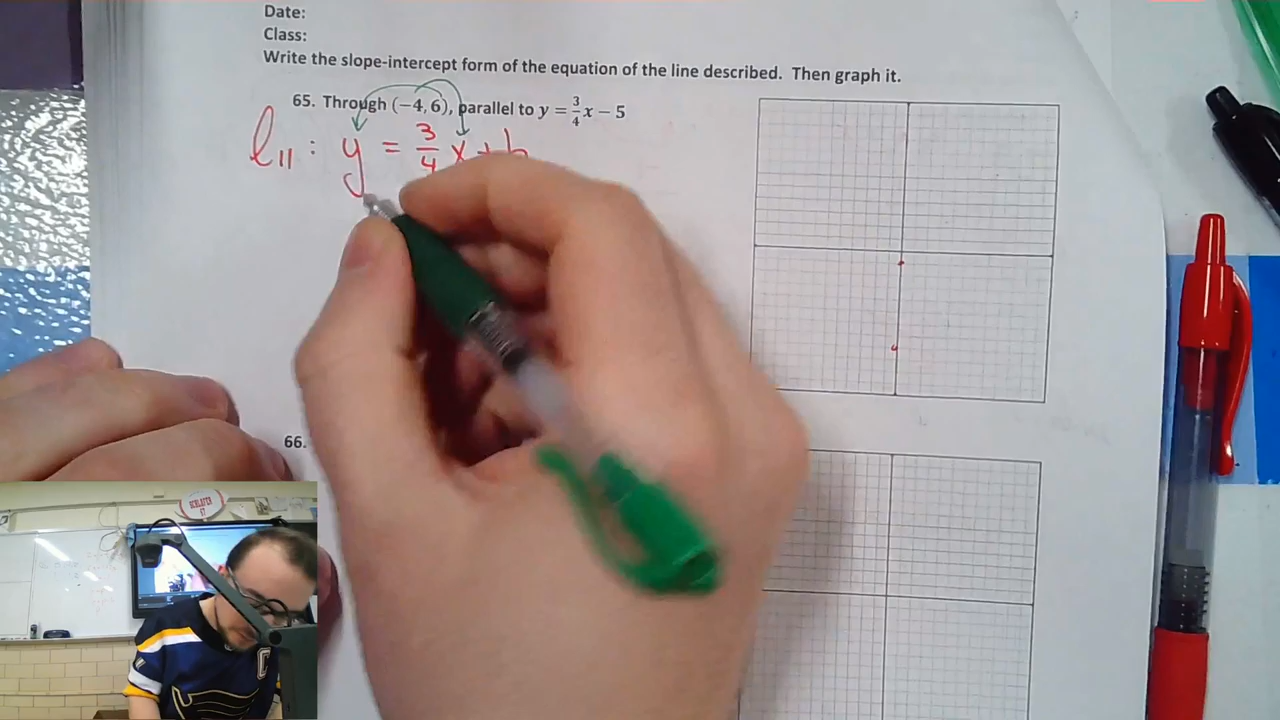 Date:
Class:
Write the slope-intercept form of the equation of the line described. Then graph it.
65. Through (−4, 6), parallel to y = 3/4 x − 5
ℓ∥ : y = 3/4 x + b
66.